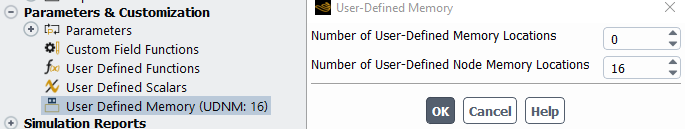 Parameters & Customization
Parameters
Custom Field Functions
User Defined Functions
User Defined Scalars
User Defined Memory (UDNM: 16)
Simulation Reports
User-Defined Memory
Number of User-Defined Memory Locations 0
Number of User-Defined Node Memory Locations 16
OK Cancel Help